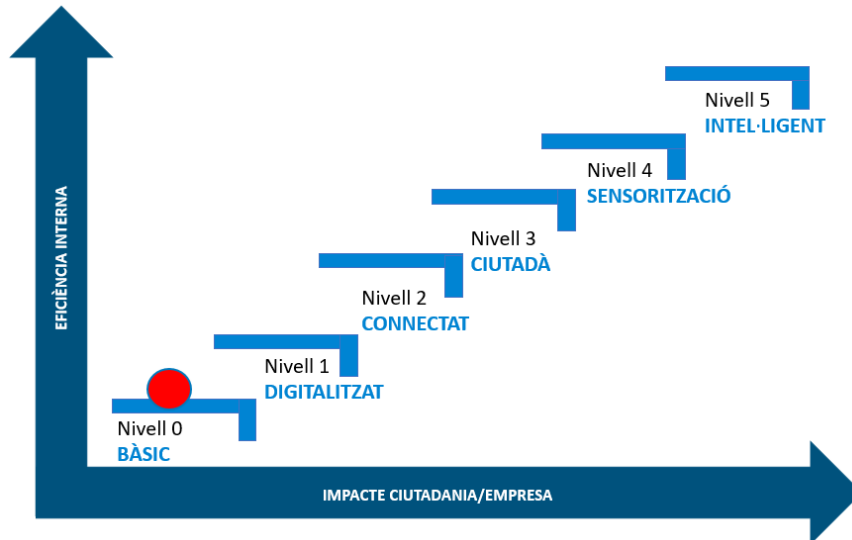 Nivell 5
INTEL·LIGENT
Nivell 4
SENSORITZACIÓ
Nivell 3
CIUTADÀ
Nivell 2
CONNECTAT
Nivell 1
DIGITALITZAT
Nivell 0
BÀSIC
EFICIÈNCIA INTERNA
IMPACTE CIUTADANIA/EMPRESA